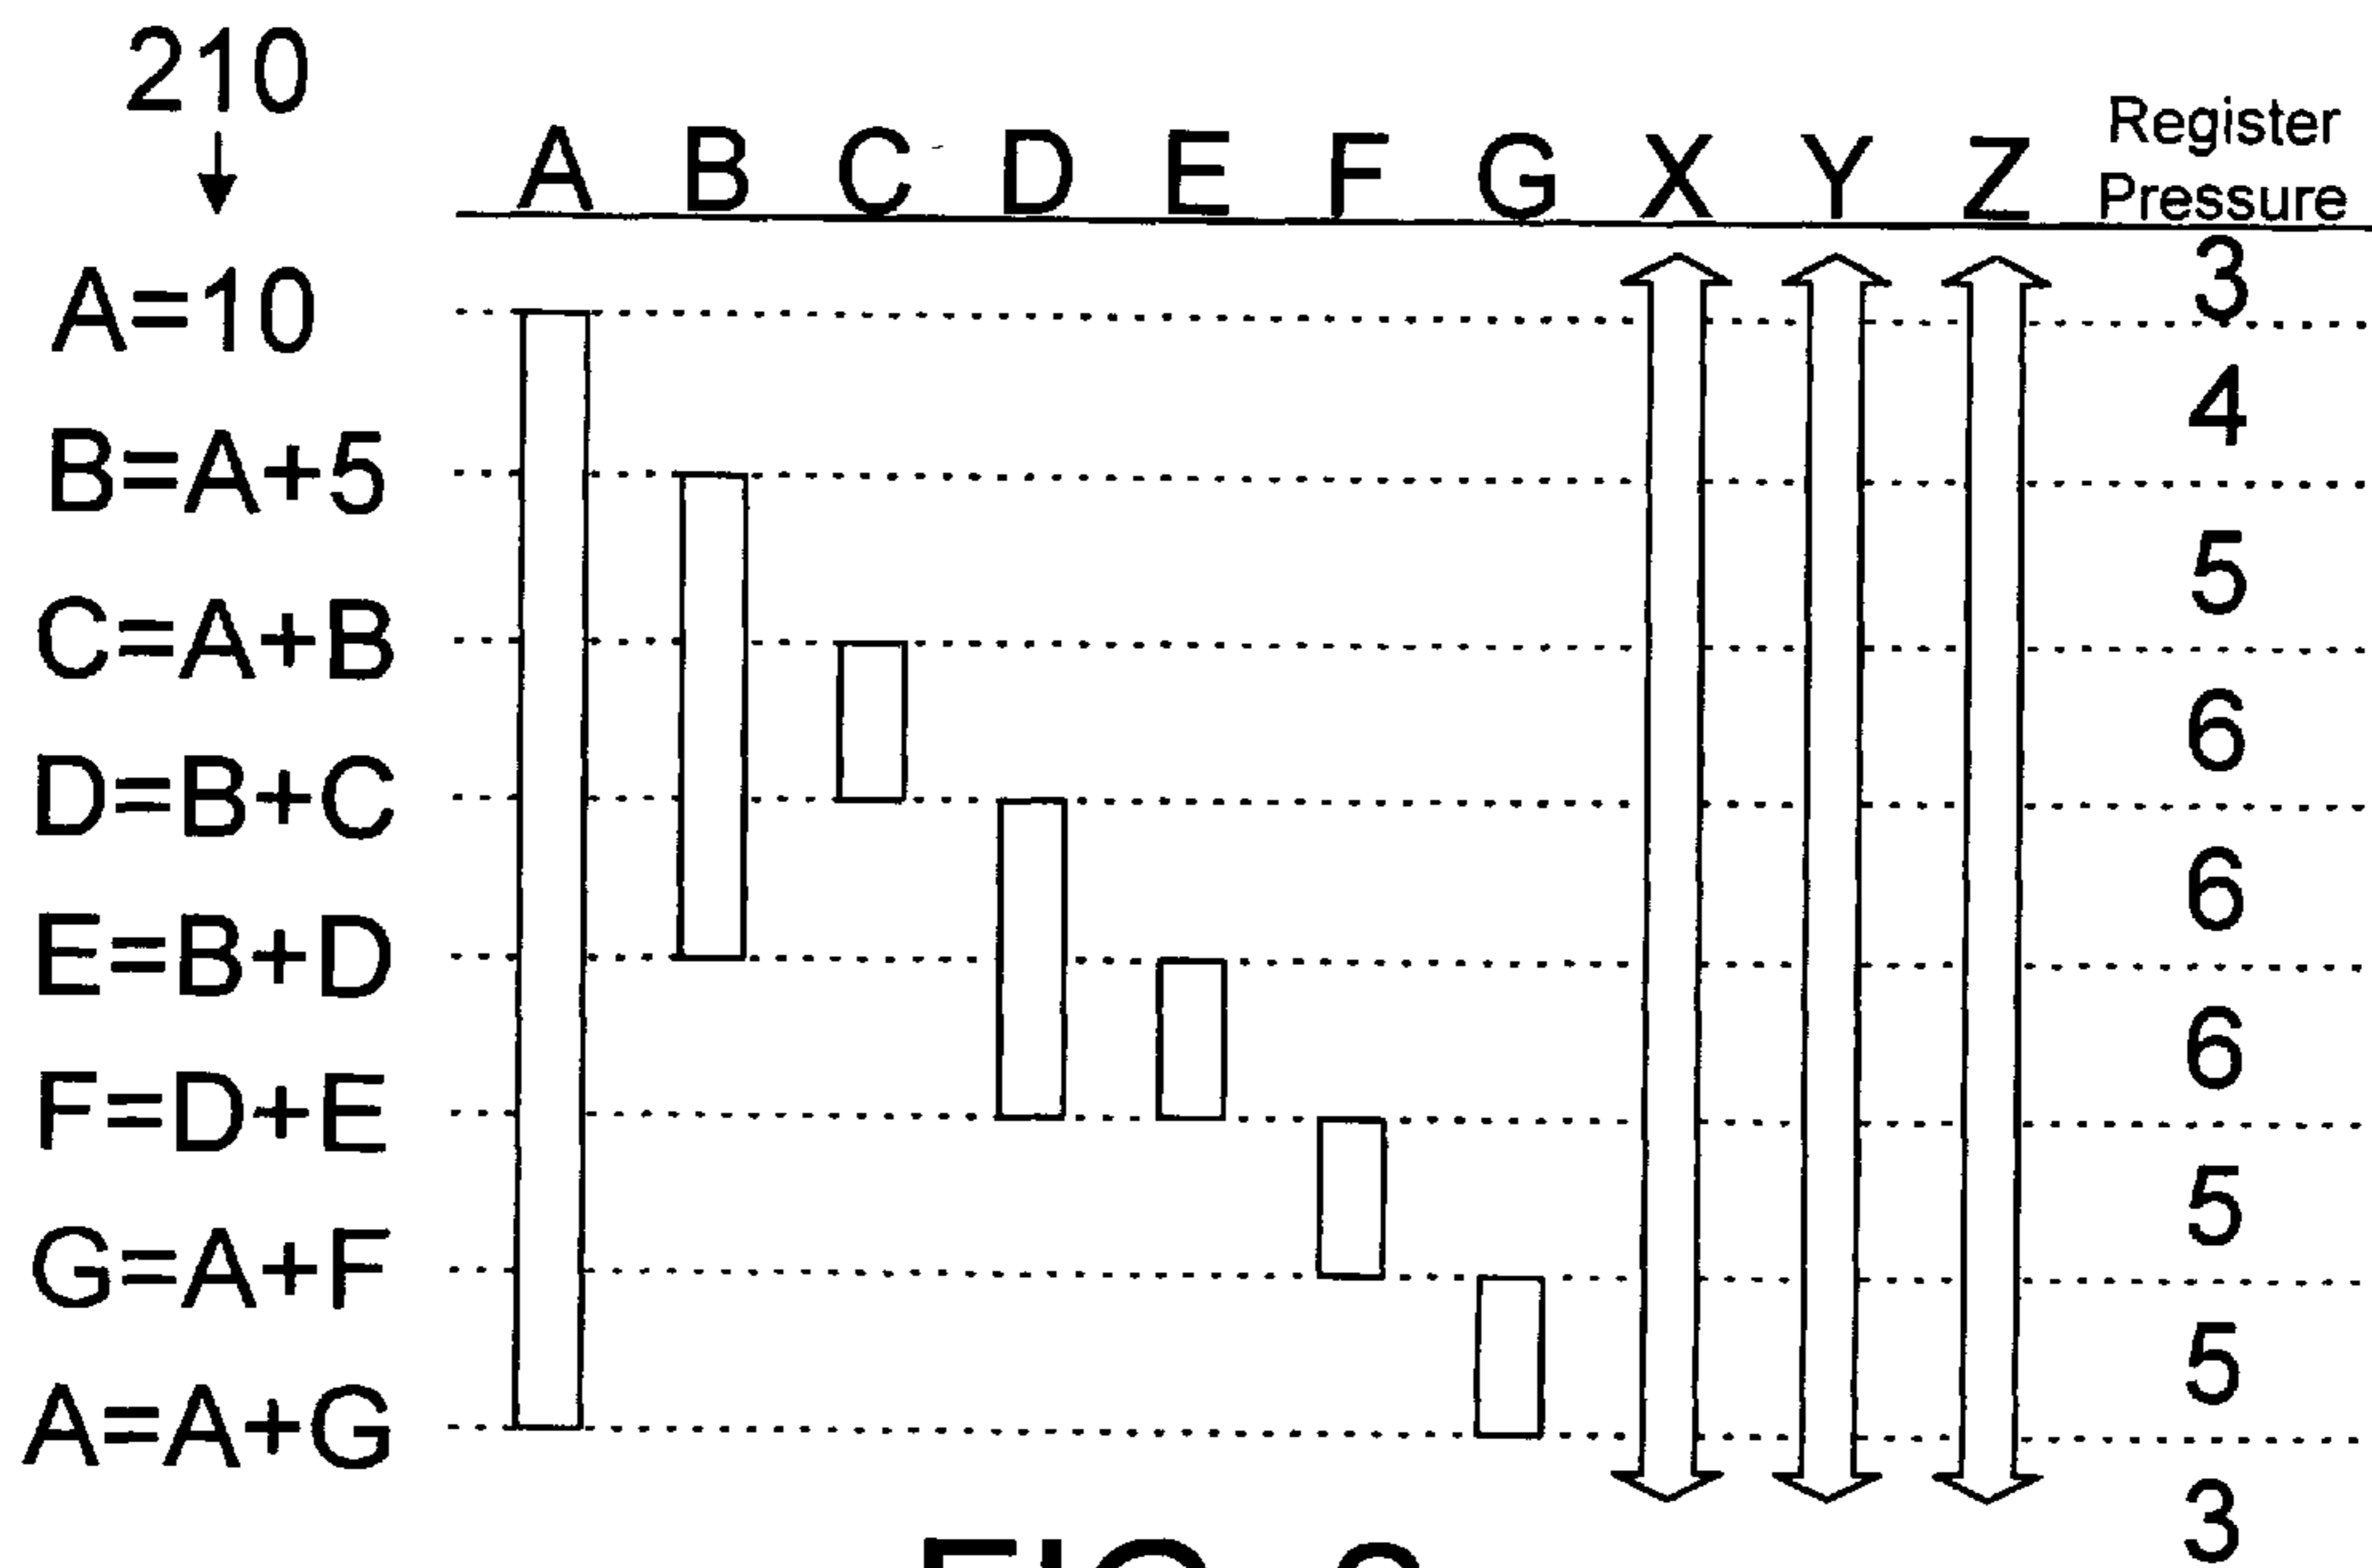 210
A B C D E F G X Y Z Register Pressure
3
A=10
4
B=A+5
5
C=A+B
6
D=B+C
6
E=B+D
6
F=D+E
5
G=A+F
5
A=A+G
3